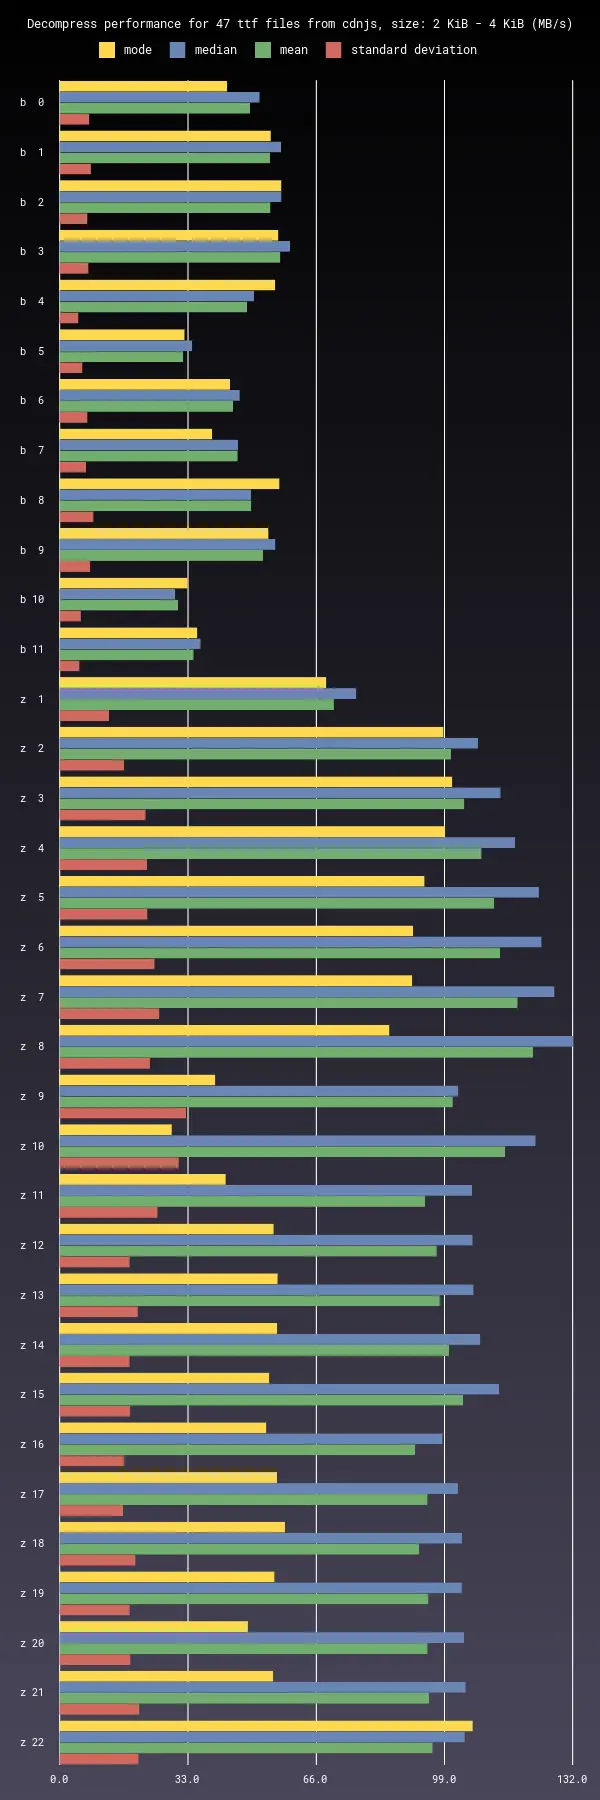 Decompress performance for 47 ttf files from cdnjs, size: 2 KiB - 4 KiB (MB/s)
mode median mean standard deviation
b 0
b 1
b 2
b 3
b 4
b 5
b 6
b 7
b 8
b 9
b 10
b 11
z 1
z 2
z 3
z 4
z 5
z 6
z 7
z 8
z 9
z 10
z 11
z 12
z 13
z 14
z 15
z 16
z 17
z 18
z 19
z 20
z 21
z 22
0.0 33.0 66.0 99.0 132.0